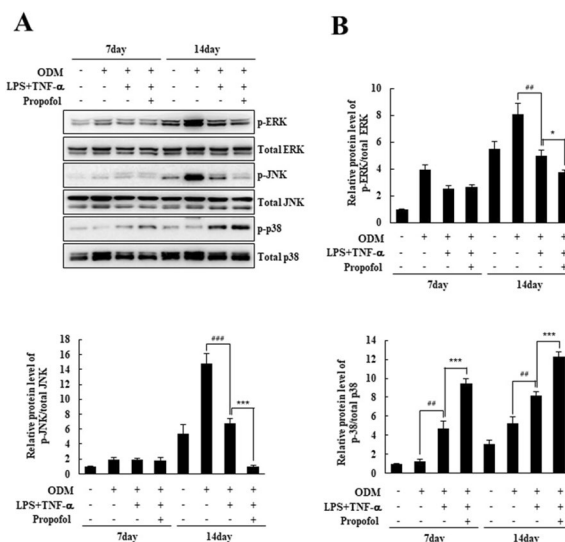 A
7day 14day
ODM - + + + - + + +
LPS+TNF-α - - + + - - + +
Propofol - - - + - - - +
p-ERK
Total ERK
p-JNK
Total JNK
p-p38
Total p38
B
Relative protein level of
p-ERK/total ERK
10
8
6
4
2
0
##
*
ODM - + + + - + + +
LPS+TNF-α - - + + - - + +
Propofol - - - + - - - +
7day 14day
Relative protein level of
p-JNK/total JNK
18
16
14
12
10
8
6
4
2
0
###
***
ODM - + + + - + + +
LPS+TNF-α - - + + - - + +
Propofol - - - + - - - +
7day 14day
Relative protein level of
p-38/total p38
14
12
10
8
6
4
2
0
##
***
##
***
ODM - + + + - + + +
LPS+TNF-α - - + + - - + +
Propofol - - - + - - - +
7day 14day